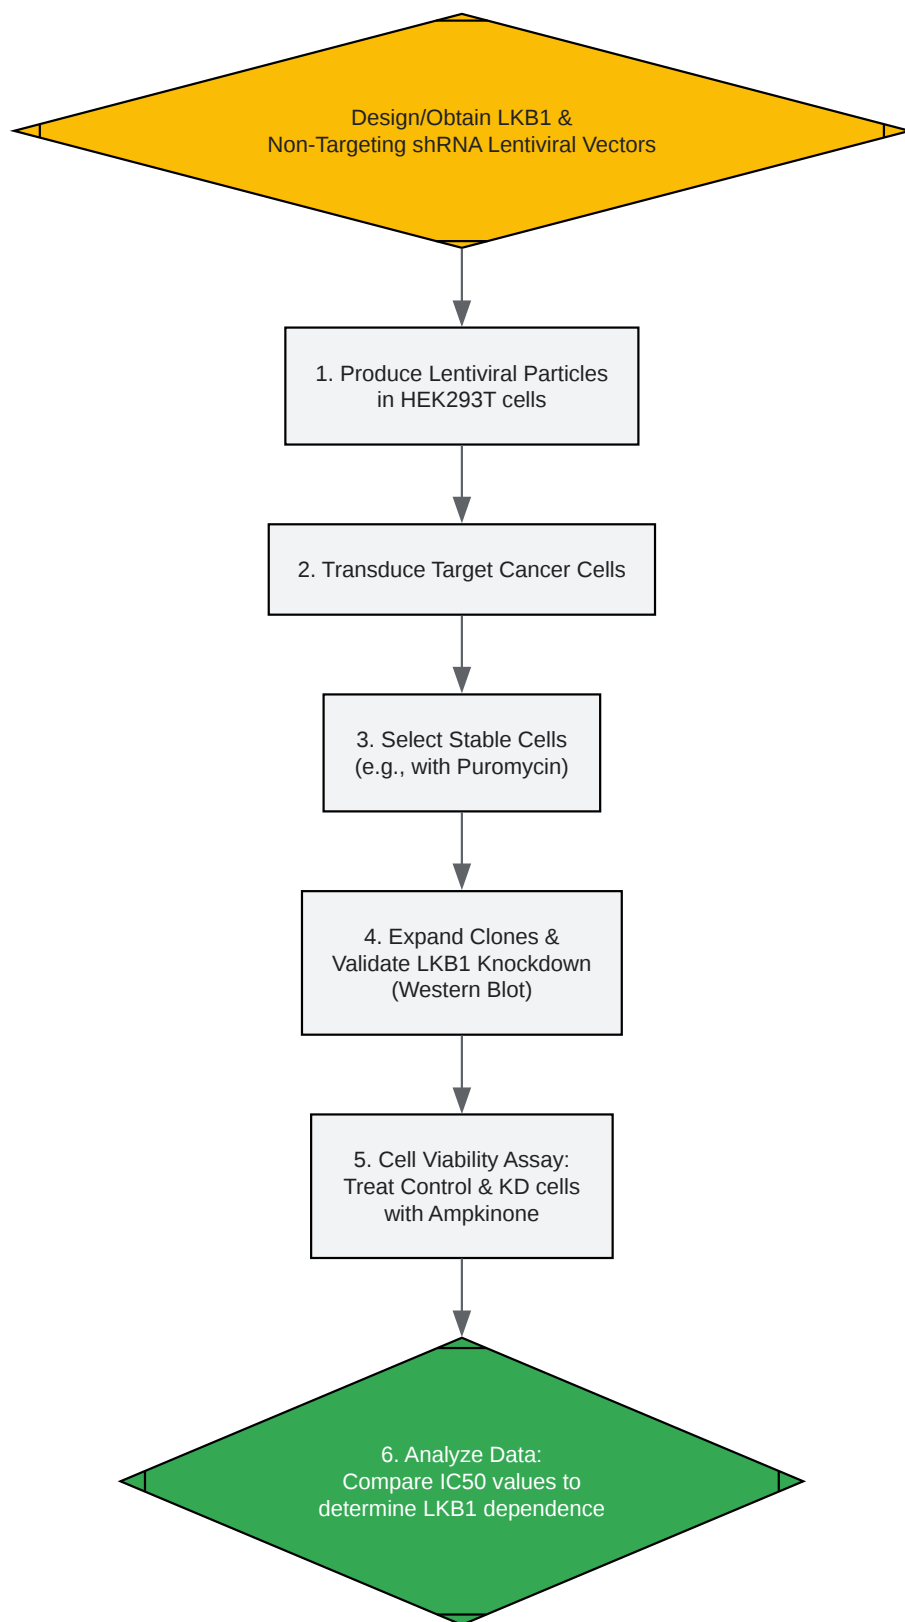 Design/Obtain LKB1 &
Non-Targeting shRNA Lentiviral Vectors
1. Produce Lentiviral Particles
in HEK293T cells
2. Transduce Target Cancer Cells
3. Select Stable Cells
(e.g., with Puromycin)
4. Expand Clones &
Validate LKB1 Knockdown
(Western Blot)
5. Cell Viability Assay:
Treat Control & KD cells
with Ampkinone
6. Analyze Data:
Compare IC50 values to
determine LKB1 dependence